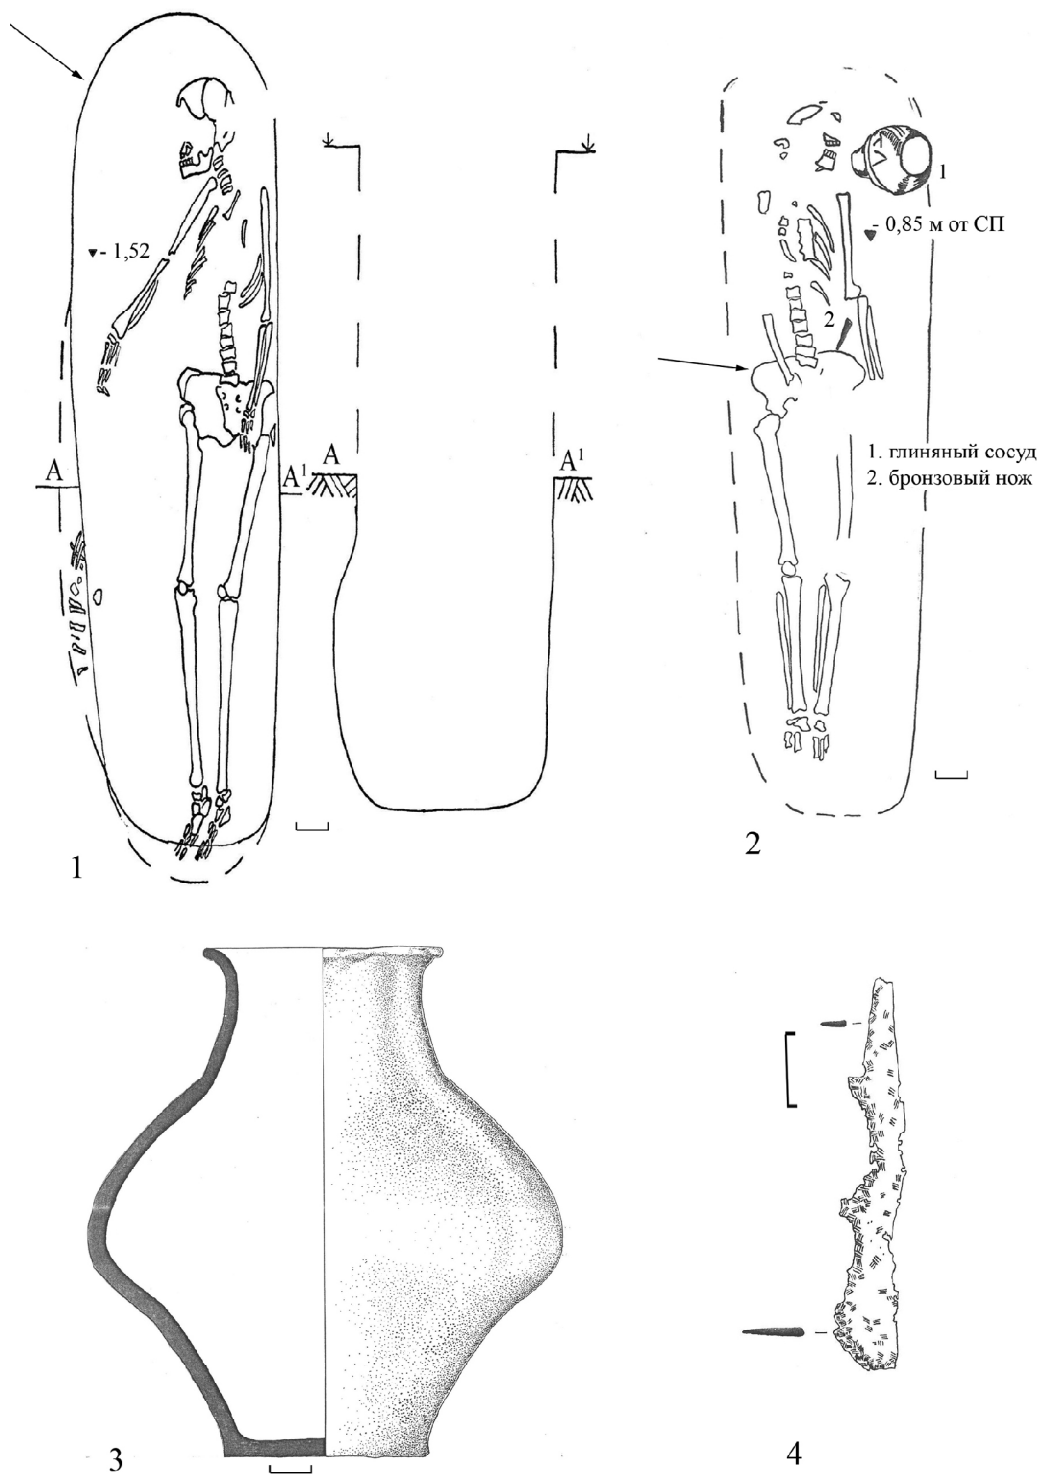 - 1,52
A
A¹
A
A¹
1
1
- 0,85 м от СП
2
1. глиняный сосуд
2. бронзовый нож
2
3
4